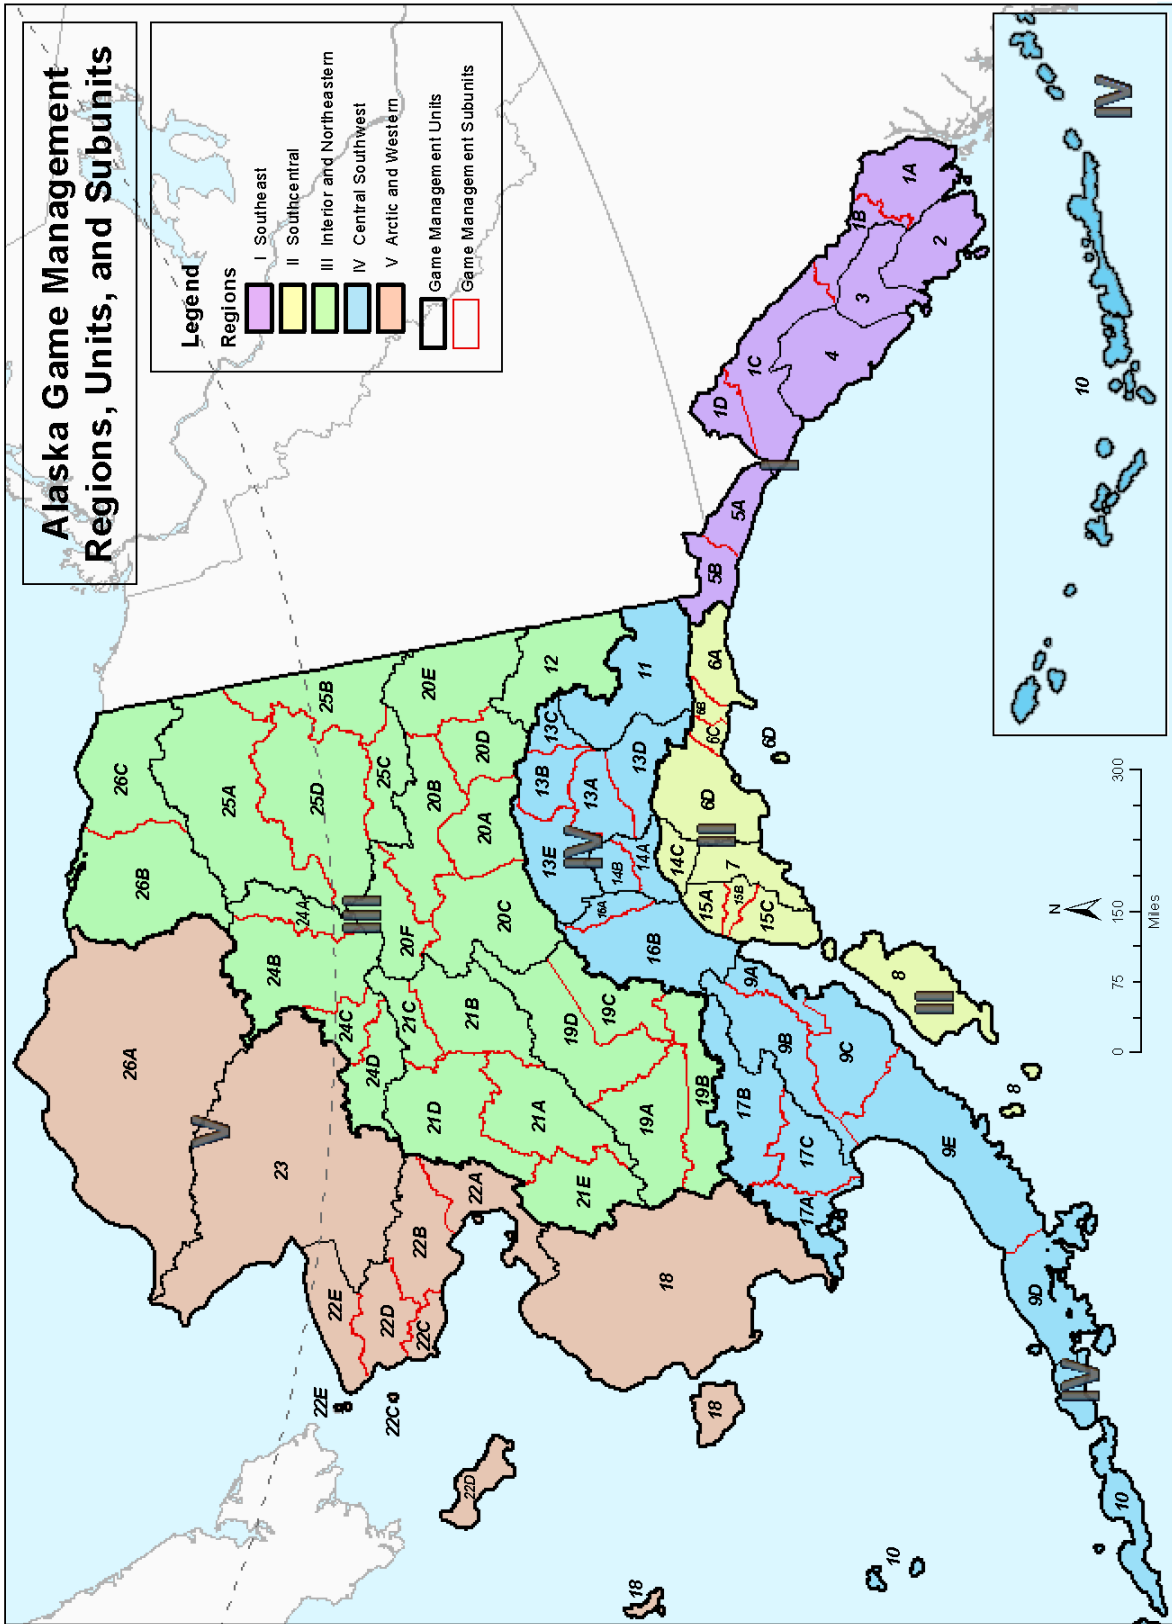 Alaska Game Management
Regions, Units, and Subunits
Legend
Regions
I Southeast
II Southcentral
III Interior and Northeastern
IV Central Southwest
V Arctic and Western
Game Management Units
Game Management Subunits
26A
26B
26C
V
23
24B
24A
25A
25D
25B
III
22E
22E
24C
24D
22D
22C
22C
22B
22A
21D
21C
20F
25C
20B
20E
21B
20A
20D
22D
21E
21A
19D
20C
12
19A
19C
19B
13E
13B
13C
IV
13A
11
16A
14B
14A
13D
16B
18
18
18
17B
17C
17A
9A
9B
9C
9E
9D
IV
10
10
14C
15A
7
15B
15C
II
6D
6C
6B
6A
6D
8
II
8
5B
5A
I
1D
1C
4
3
1B
1A
2
N
0
75
150
300
Miles
10
IV